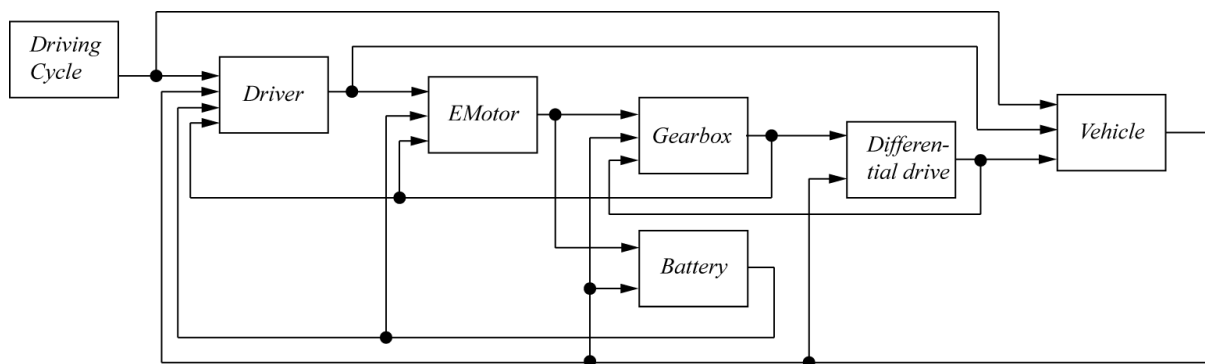 Driving
Cycle
Driver
EMotor
Gearbox
Differen-
tial drive
Vehicle
Battery